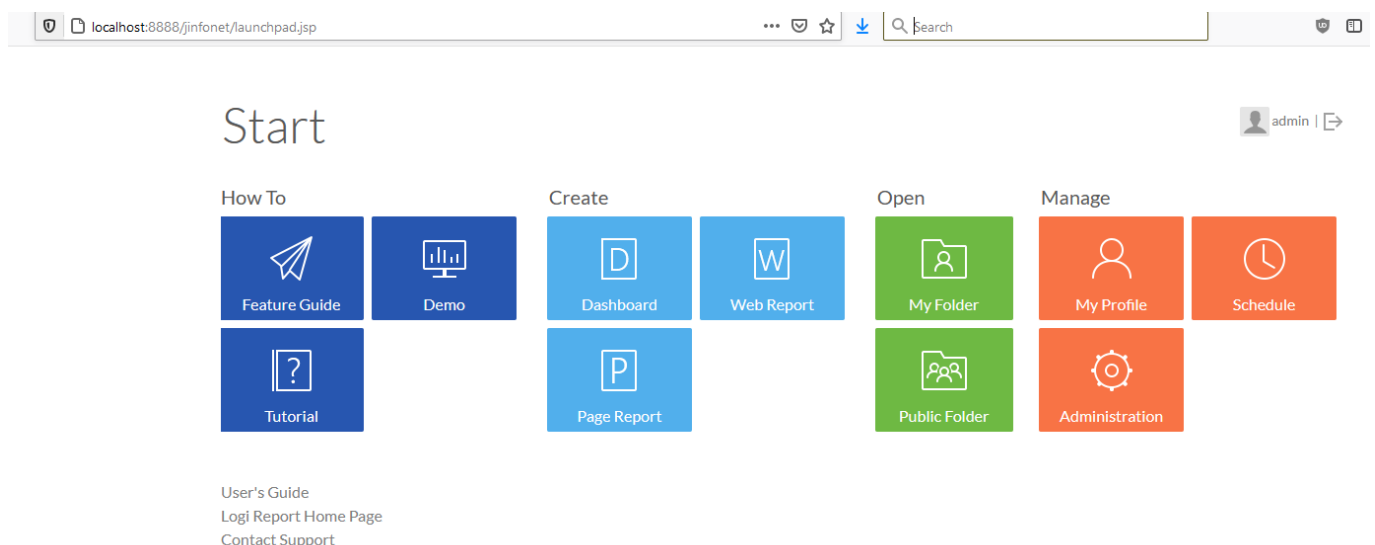 localhost:8888/jinfonet/launchpad.jsp
Search
Start
admin |
How To
Create
Open
Manage
Feature Guide
Demo
D
Dashboard
W
Web Report
My Folder
My Profile
Schedule
?
Tutorial
P
Page Report
Public Folder
Administration
User's Guide
Logi Report Home Page
Contact Support